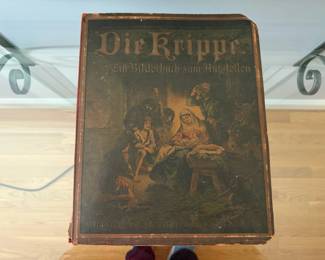 Die Krippe.
Ein Bilderbuch zum Aufstellen